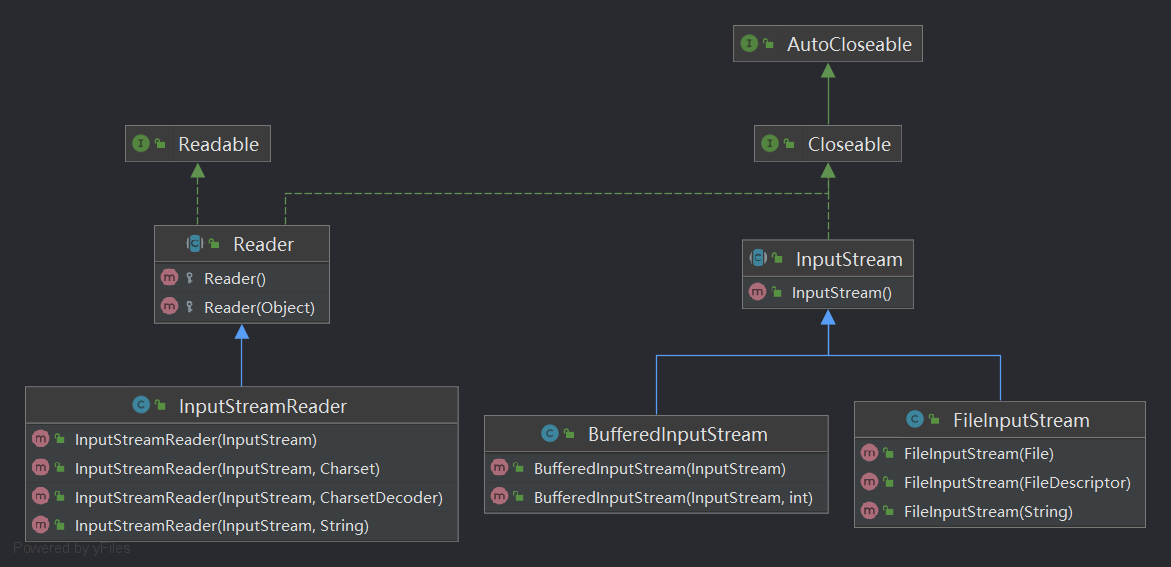 AutoCloseable
Readable
Closeable
Reader
Reader()
Reader(Object)
InputStream
InputStream()
InputStreamReader
InputStreamReader(InputStream)
InputStreamReader(InputStream, Charset)
InputStreamReader(InputStream, CharsetDecoder)
InputStreamReader(InputStream, String)
BufferedInputStream
BufferedInputStream(InputStream)
BufferedInputStream(InputStream, int)
FileInputStream
FileInputStream(File)
FileInputStream(FileDescriptor)
FileInputStream(String)
Powered by yFiles